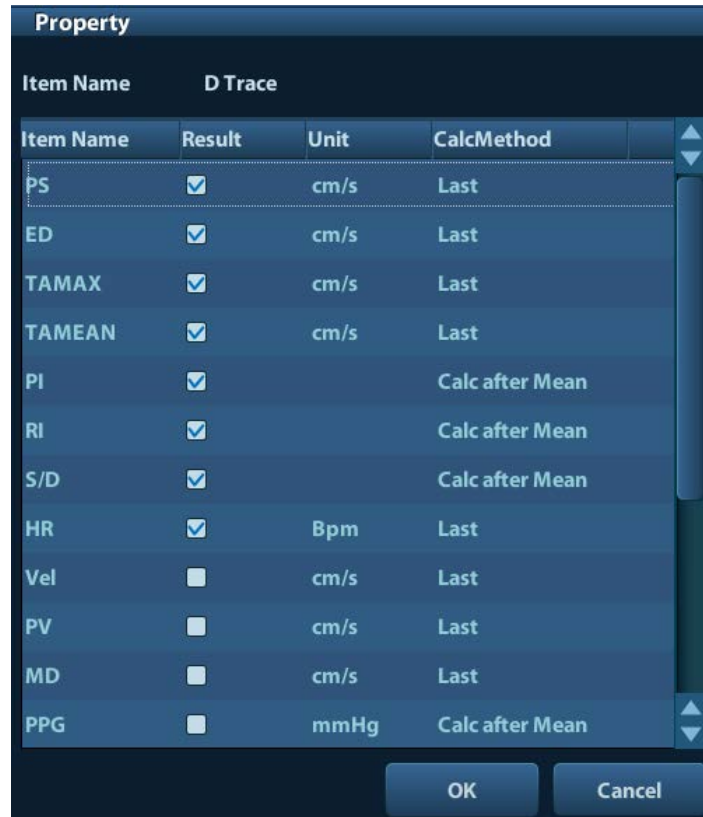 Property
Item Name D Trace
Item Name Result Unit CalcMethod
PS cm/s Last
ED cm/s Last
TAMAX cm/s Last
TAMEAN cm/s Last
PI Calc after Mean
RI Calc after Mean
S/D Calc after Mean
HR Bpm Last
Vel cm/s Last
PV cm/s Last
MD cm/s Last
PPG mmHg Calc after Mean
OK Cancel